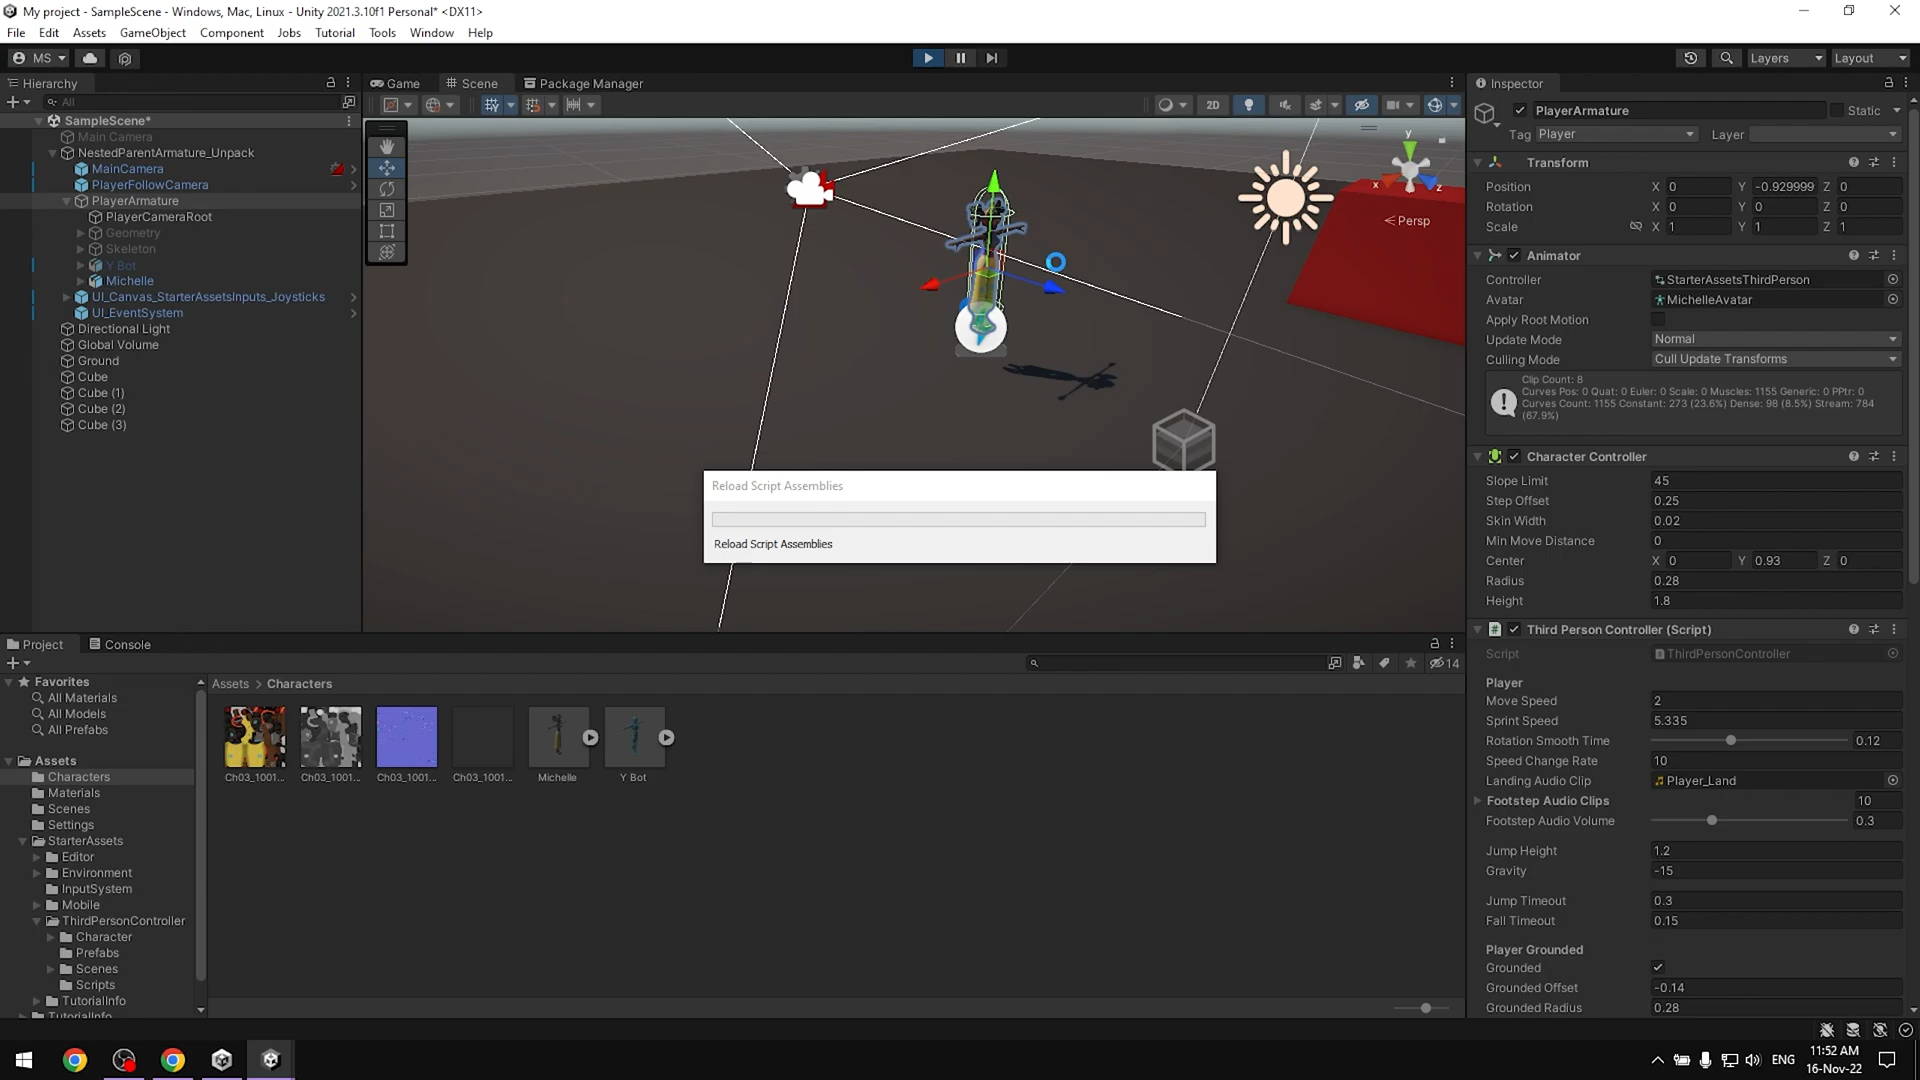 My project - SampleScene - Windows, Mac, Linux - Unity 2021.3.10f1 Personal* <DX11>
File Edit Assets GameObject Component Jobs Tutorial Tools Window Help
MS Layers Layout
Hierarchy
All
SampleScene*
Main Camera
NestedParentArmature_Unpack
MainCamera
PlayerFollowCamera
PlayerArmature
PlayerCameraRoot
Geometry
Skeleton
Y Bot
Michelle
UI_Canvas_StarterAssetsInputs_Joysticks
UI_EventSystem
Directional Light
Global Volume
Ground
Cube
Cube (1)
Cube (2)
Cube (3)
Game Scene Package Manager
2D
y
x
z
Persp
Reload Script Assemblies
Reload Script Assemblies
Inspector
PlayerArmature Static
Tag Player Layer
Transform
Position X 0 Y -0.929999 Z 0
Rotation X 0 Y 0 Z 0
Scale X 1 Y 1 Z 1
Animator
Controller StarterAssetsThirdPerson
Avatar MichelleAvatar
Apply Root Motion
Update Mode Normal
Culling Mode Cull Update Transforms
Clip Count: 8
Curves Pos: 0 Quat: 0 Euler: 0 Scale: 0 Muscles: 1155 Generic: 0 PPtr: 0
Curves Count: 1155 Constant: 273 (23.6%) Dense: 98 (8.5%) Stream: 784
(67.9%)
Character Controller
Slope Limit 45
Step Offset 0.25
Skin Width 0.02
Min Move Distance 0
Center X 0 Y 0.93 Z 0
Radius 0.28
Height 1.8
Third Person Controller (Script)
Script ThirdPersonController
Player
Move Speed 2
Sprint Speed 5.335
Rotation Smooth Time 0.12
Speed Change Rate 10
Landing Audio Clip Player_Land
Footstep Audio Clips 10
Footstep Audio Volume 0.3
Jump Height 1.2
Gravity -15
Jump Timeout 0.3
Fall Timeout 0.15
Player Grounded
Grounded
Grounded Offset -0.14
Grounded Radius 0.28
Project Console
14
Favorites
All Materials
All Models
All Prefabs
Assets
Characters
Materials
Scenes
Settings
StarterAssets
Editor
Environment
InputSystem
Mobile
ThirdPersonController
Character
Prefabs
Scenes
Scripts
TutorialInfo
TutorialInfo
Assets > Characters
Ch03_1001... Ch03_1001... Ch03_1001... Ch03_1001... Michelle Y Bot
ENG
11:52 AM
16-Nov-22